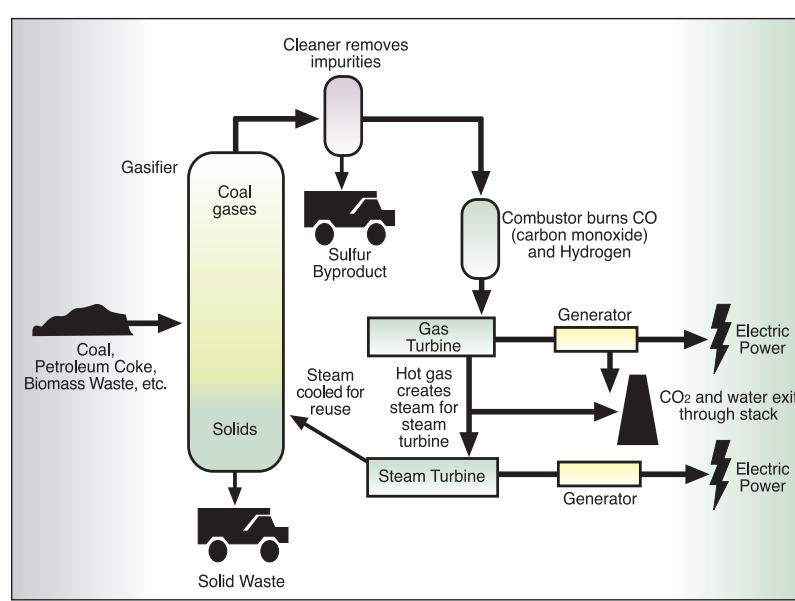 Cleaner removes
impurities
Gasifier
Coal
gases
Sulfur
Byproduct
Combustor burns CO
(carbon monoxide)
and Hydrogen
Coal,
Petroleum Coke,
Biomass Waste, etc.
Gas
Turbine
Generator
Electric
Power
Steam
cooled for
reuse
Hot gas
creates
steam for
steam
turbine
CO2 and water exit
through stack
Solids
Steam Turbine
Generator
Electric
Power
Solid Waste